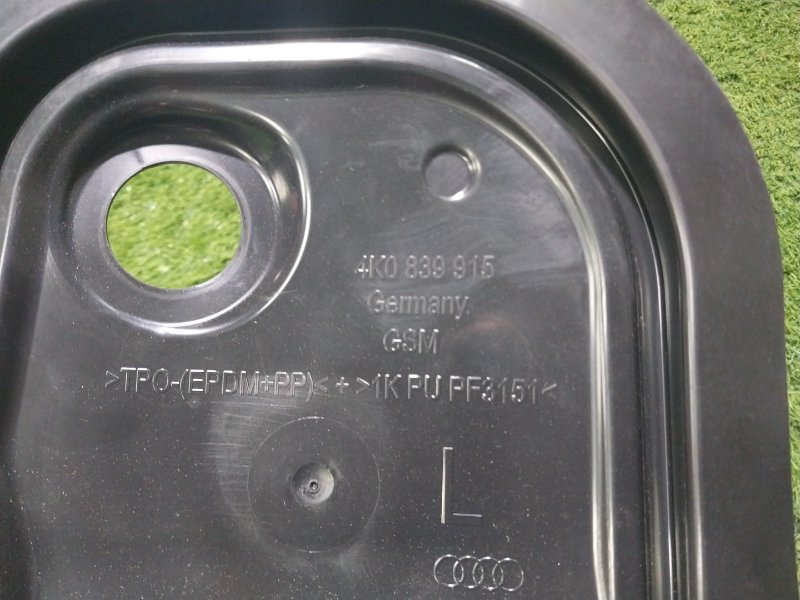 4K0 839 915
Germany.
GSM
>TPO-(EPDM+PP)< + >1K PU PF3151<
L